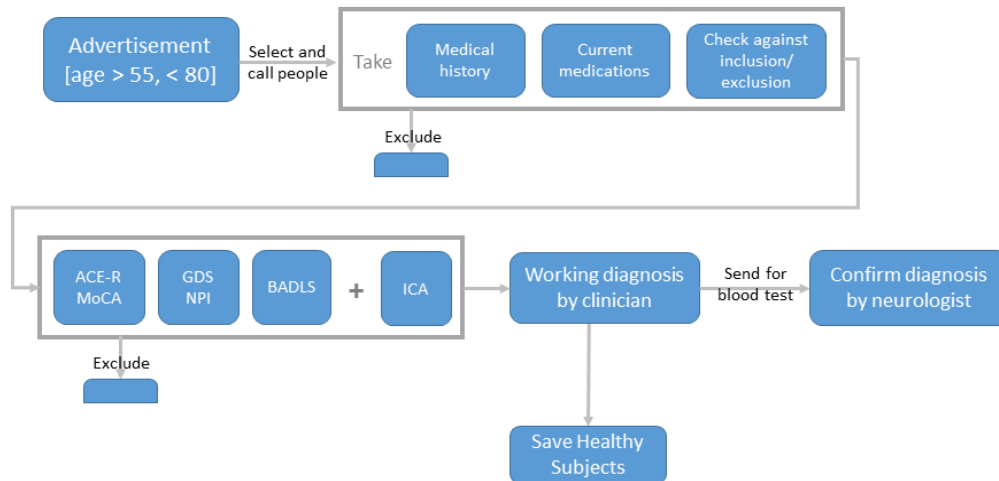 Advertisement
[age > 55, < 80]
Select and
call people
Take
Medical
history
Current
medications
Check against
inclusion/
exclusion
Exclude
ACE-R
MoCA
GDS
NPI
BADLS
+
ICA
Exclude
Working diagnosis
by clinician
Send for
blood test
Confirm diagnosis
by neurologist
Save Healthy
Subjects